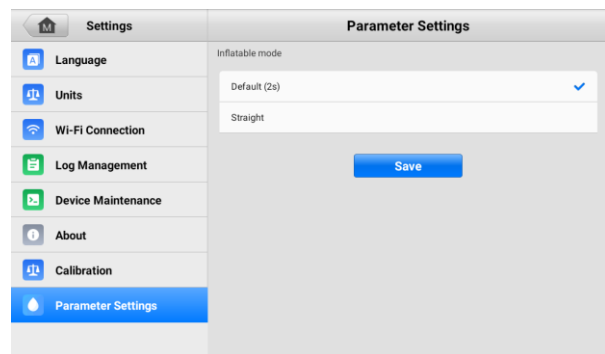 M
Settings
Parameter Settings
Language
Units
Wi-Fi Connection
Log Management
Device Maintenance
About
Calibration
Parameter Settings
Inflatable mode
Default (2s)
Straight
Save